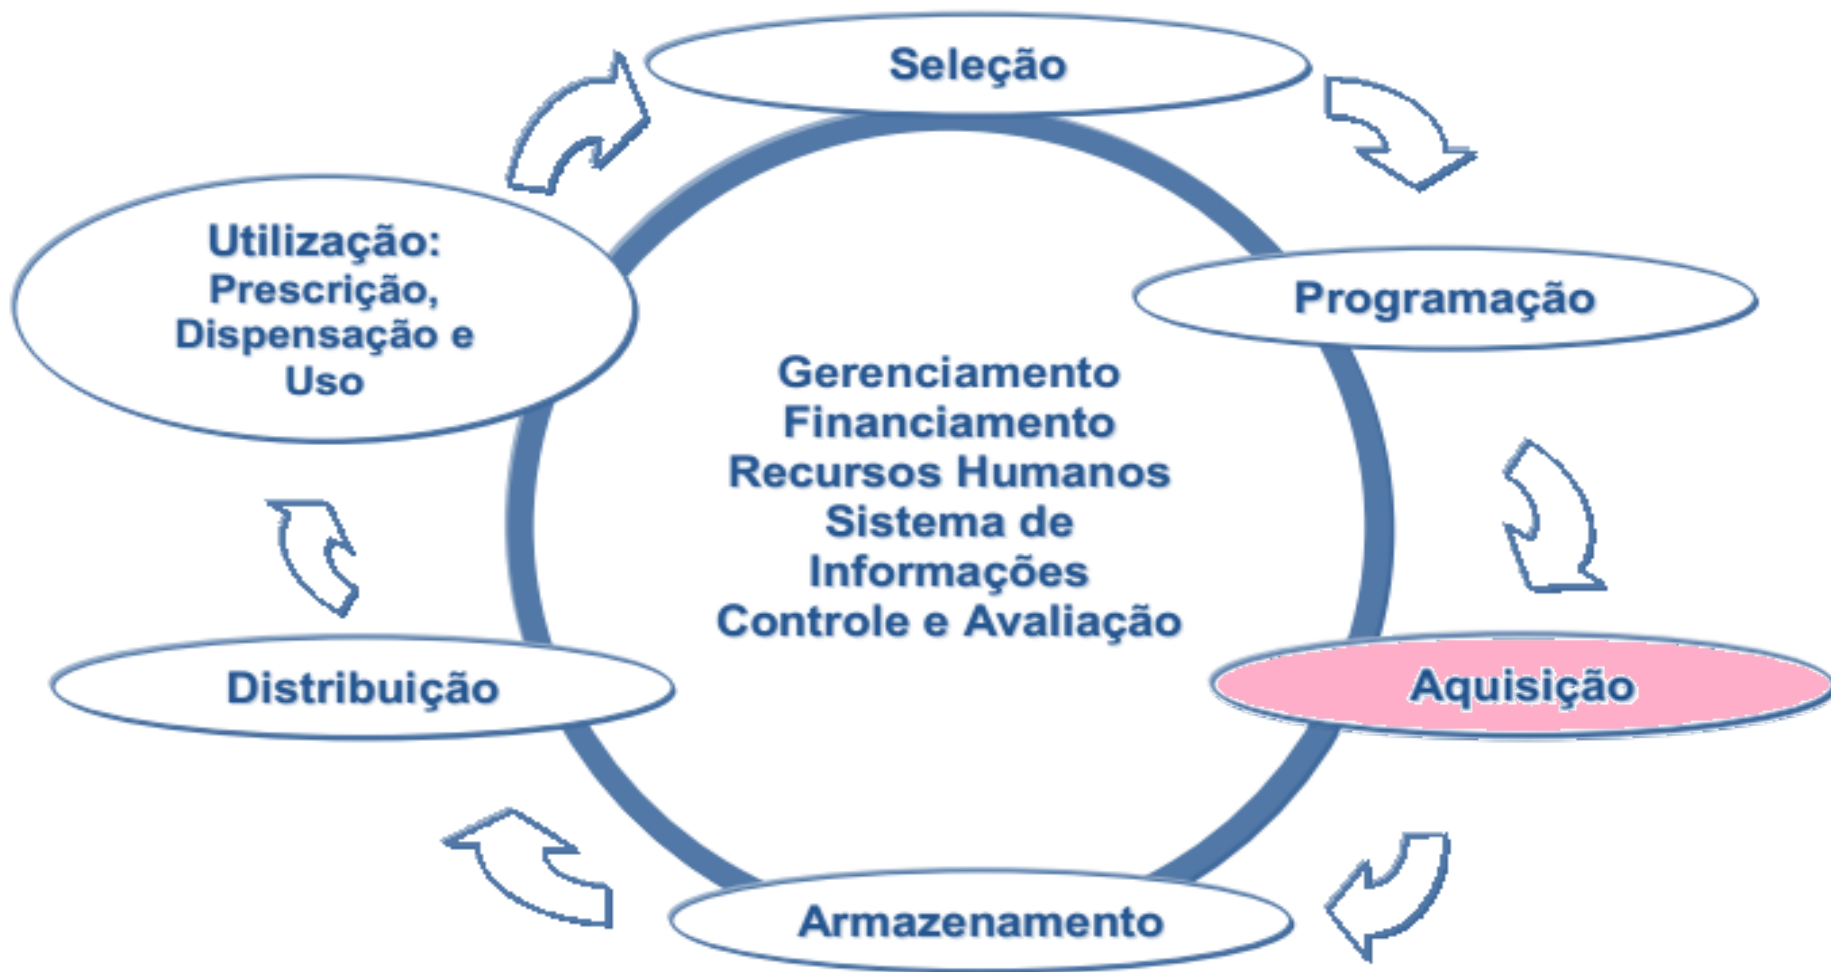 Seleção
Programação
Aquisição
Armazenamento
Distribuição
Utilização:
Prescrição,
Dispensação e
Uso
Gerenciamento
Financiamento
Recursos Humanos
Sistema de
Informações
Controle e Avaliação